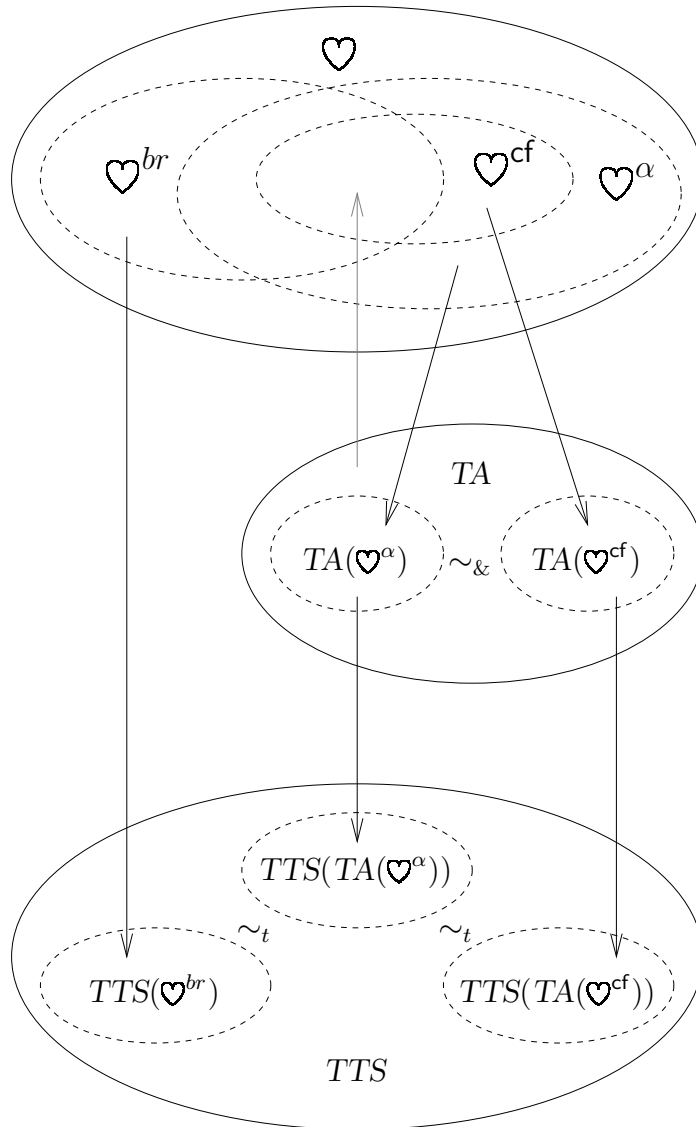 ♡
♡^br ♡^cf ♡^α
TA
TA(♡^α) ∼_& TA(♡^cf)
TTS(TA(♡^α))
∼_t ∼_t
TTS(♡^br) TTS(TA(♡^cf))
TTS